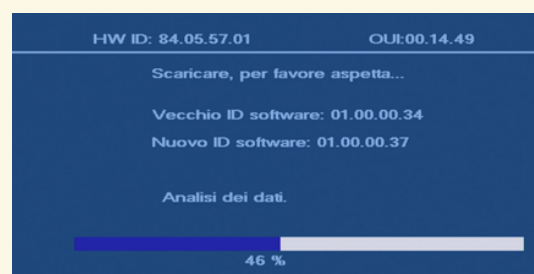 HW ID: 84.05.57.01 OUI:00.14.49
Scaricare, per favore aspetta...
Vecchio ID software: 01.00.00.34
Nuovo ID software: 01.00.00.37
Analisi dei dati.
46 %